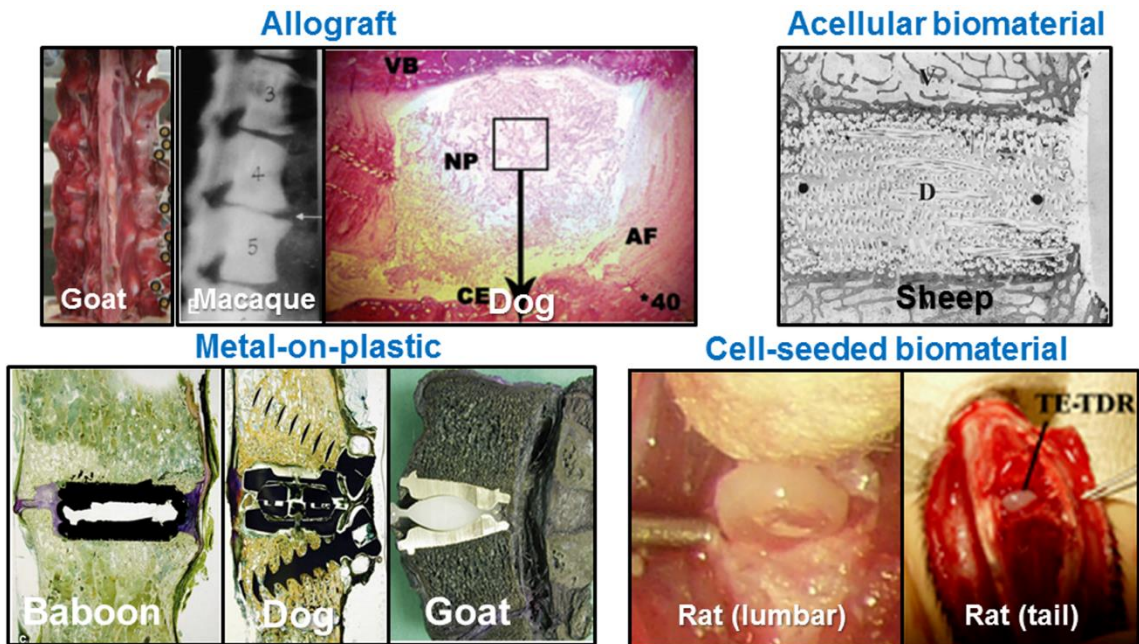 Allograft
Acellular biomaterial
Goat
3
4
5
Macaque
VB
NP
AF
CE
*40
Dog
V
D
Sheep
Metal-on-plastic
Cell-seeded biomaterial
Baboon
C
Dog
Goat
Rat (lumbar)
TE-TDR
Rat (tail)